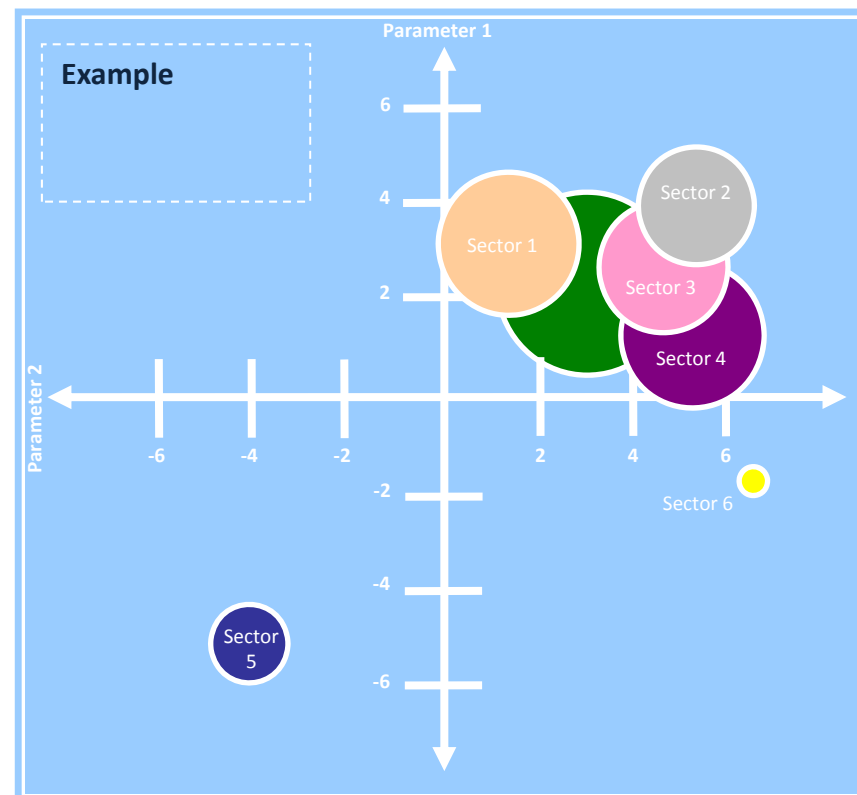 Parameter 1
Example
6
4
2
Sector 2
Sector 1
Sector 3
Sector 4
Parameter 2
-6
-4
-2
2
4
6
-2
Sector 6
-4
Sector
5
-6